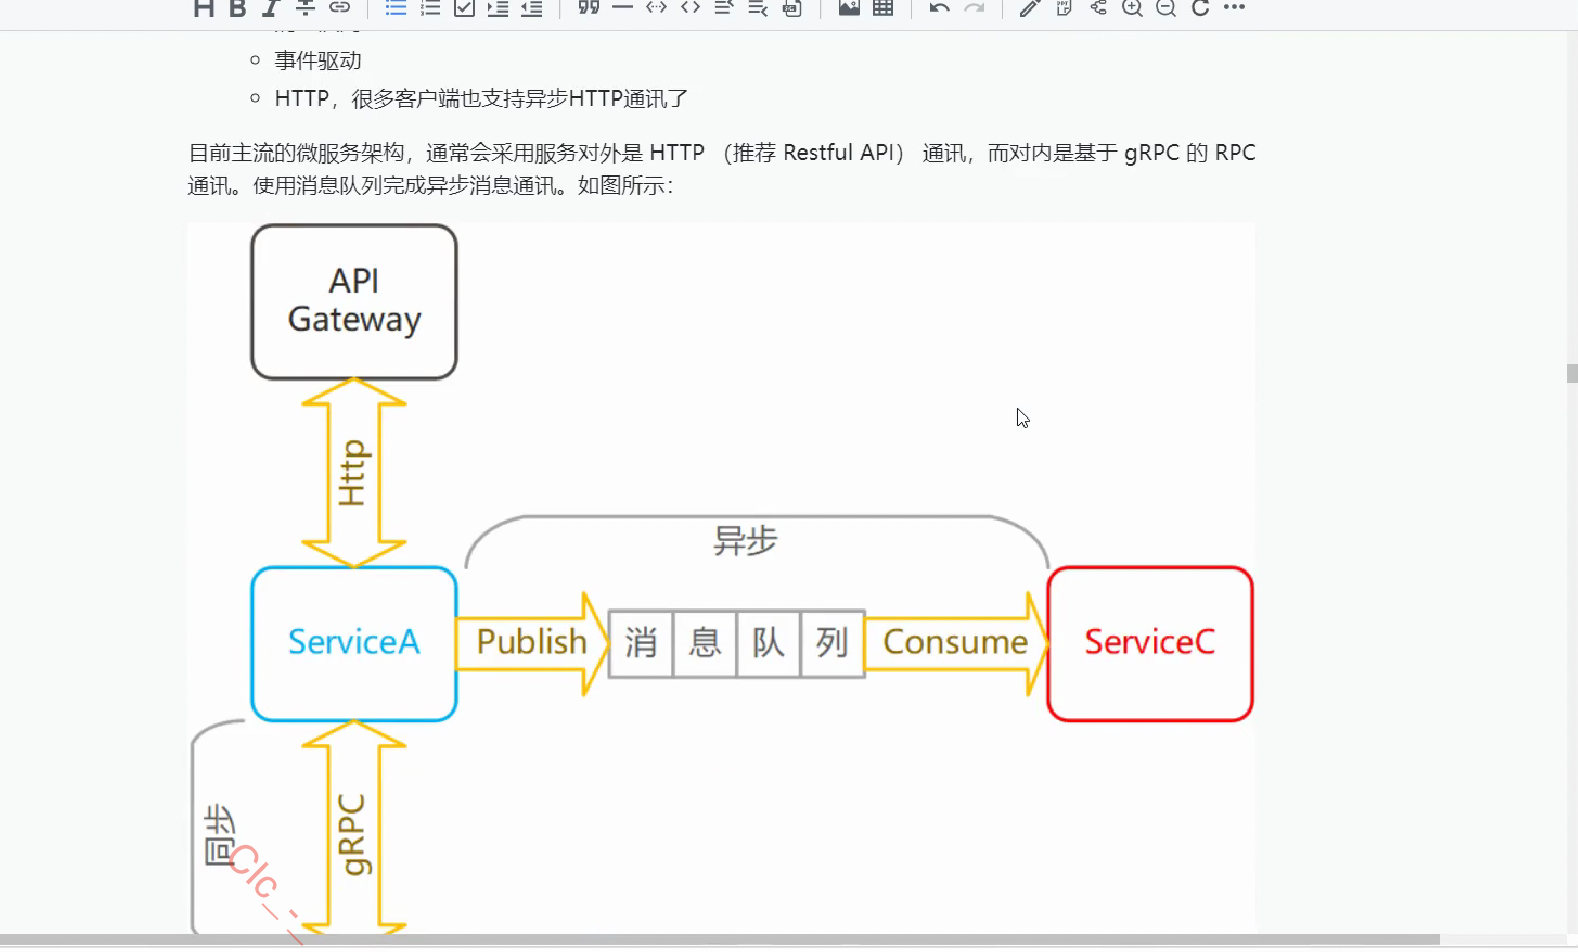 事件驱动
HTTP，很多客户端也支持异步HTTP通讯了
目前主流的微服务架构，通常会采用服务对外是 HTTP （推荐 Restful API） 通讯，而对内是基于 gRPC 的 RPC
通讯。使用消息队列完成异步消息通讯。如图所示：
API
Gateway
Http
异步
ServiceA
Publish
消 息 队 列
Consume
ServiceC
同步
gRPC